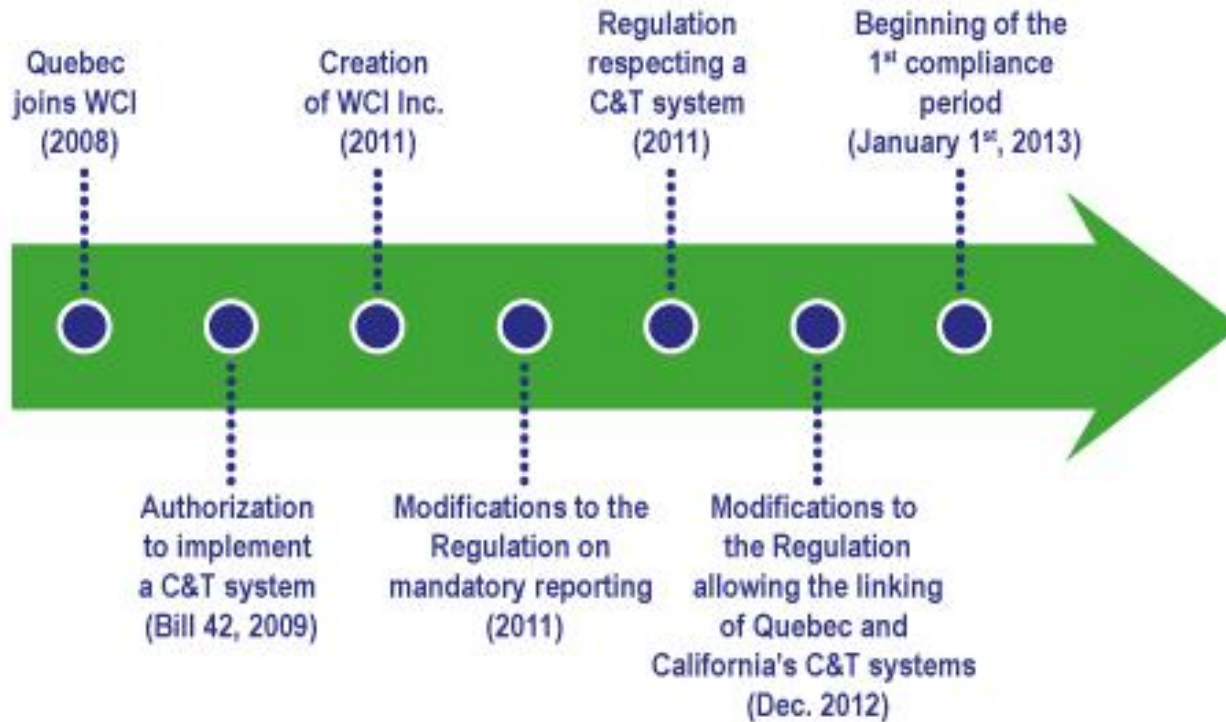 Quebec
joins WCI
(2008)
Authorization
to implement
a C&T system
(Bill 42, 2009)
Creation
of WCI Inc.
(2011)
Modifications to the
Regulation on
mandatory reporting
(2011)
Regulation
respecting a
C&T system
(2011)
Modifications to
the Regulation
allowing the linking
of Quebec and
California's C&T systems
(Dec. 2012)
Beginning of the
1st compliance
period
(January 1st, 2013)